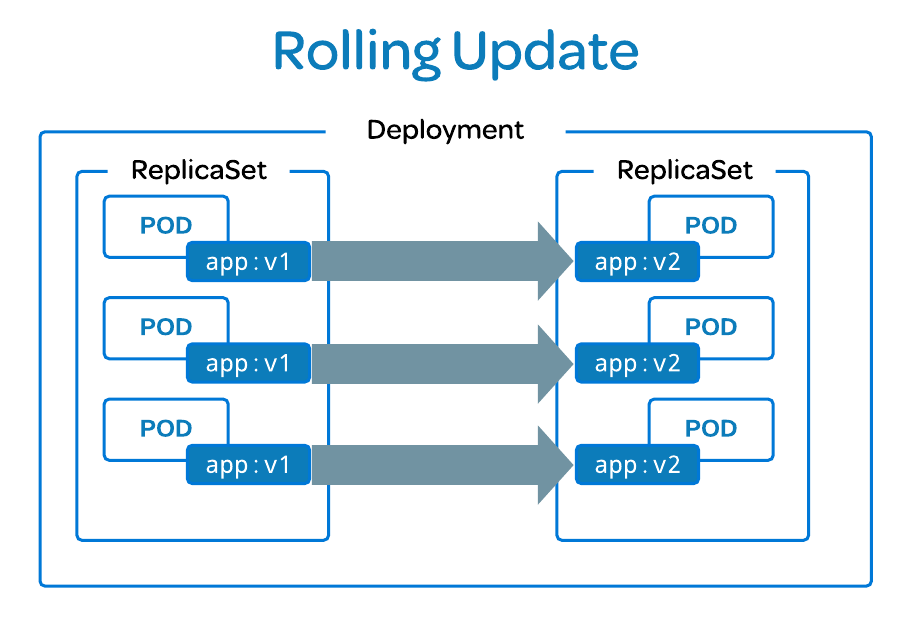 Rolling Update
Deployment
ReplicaSet
POD
app:v1
POD
app:v1
POD
app:v1
ReplicaSet
POD
app:v2
POD
app:v2
POD
app:v2